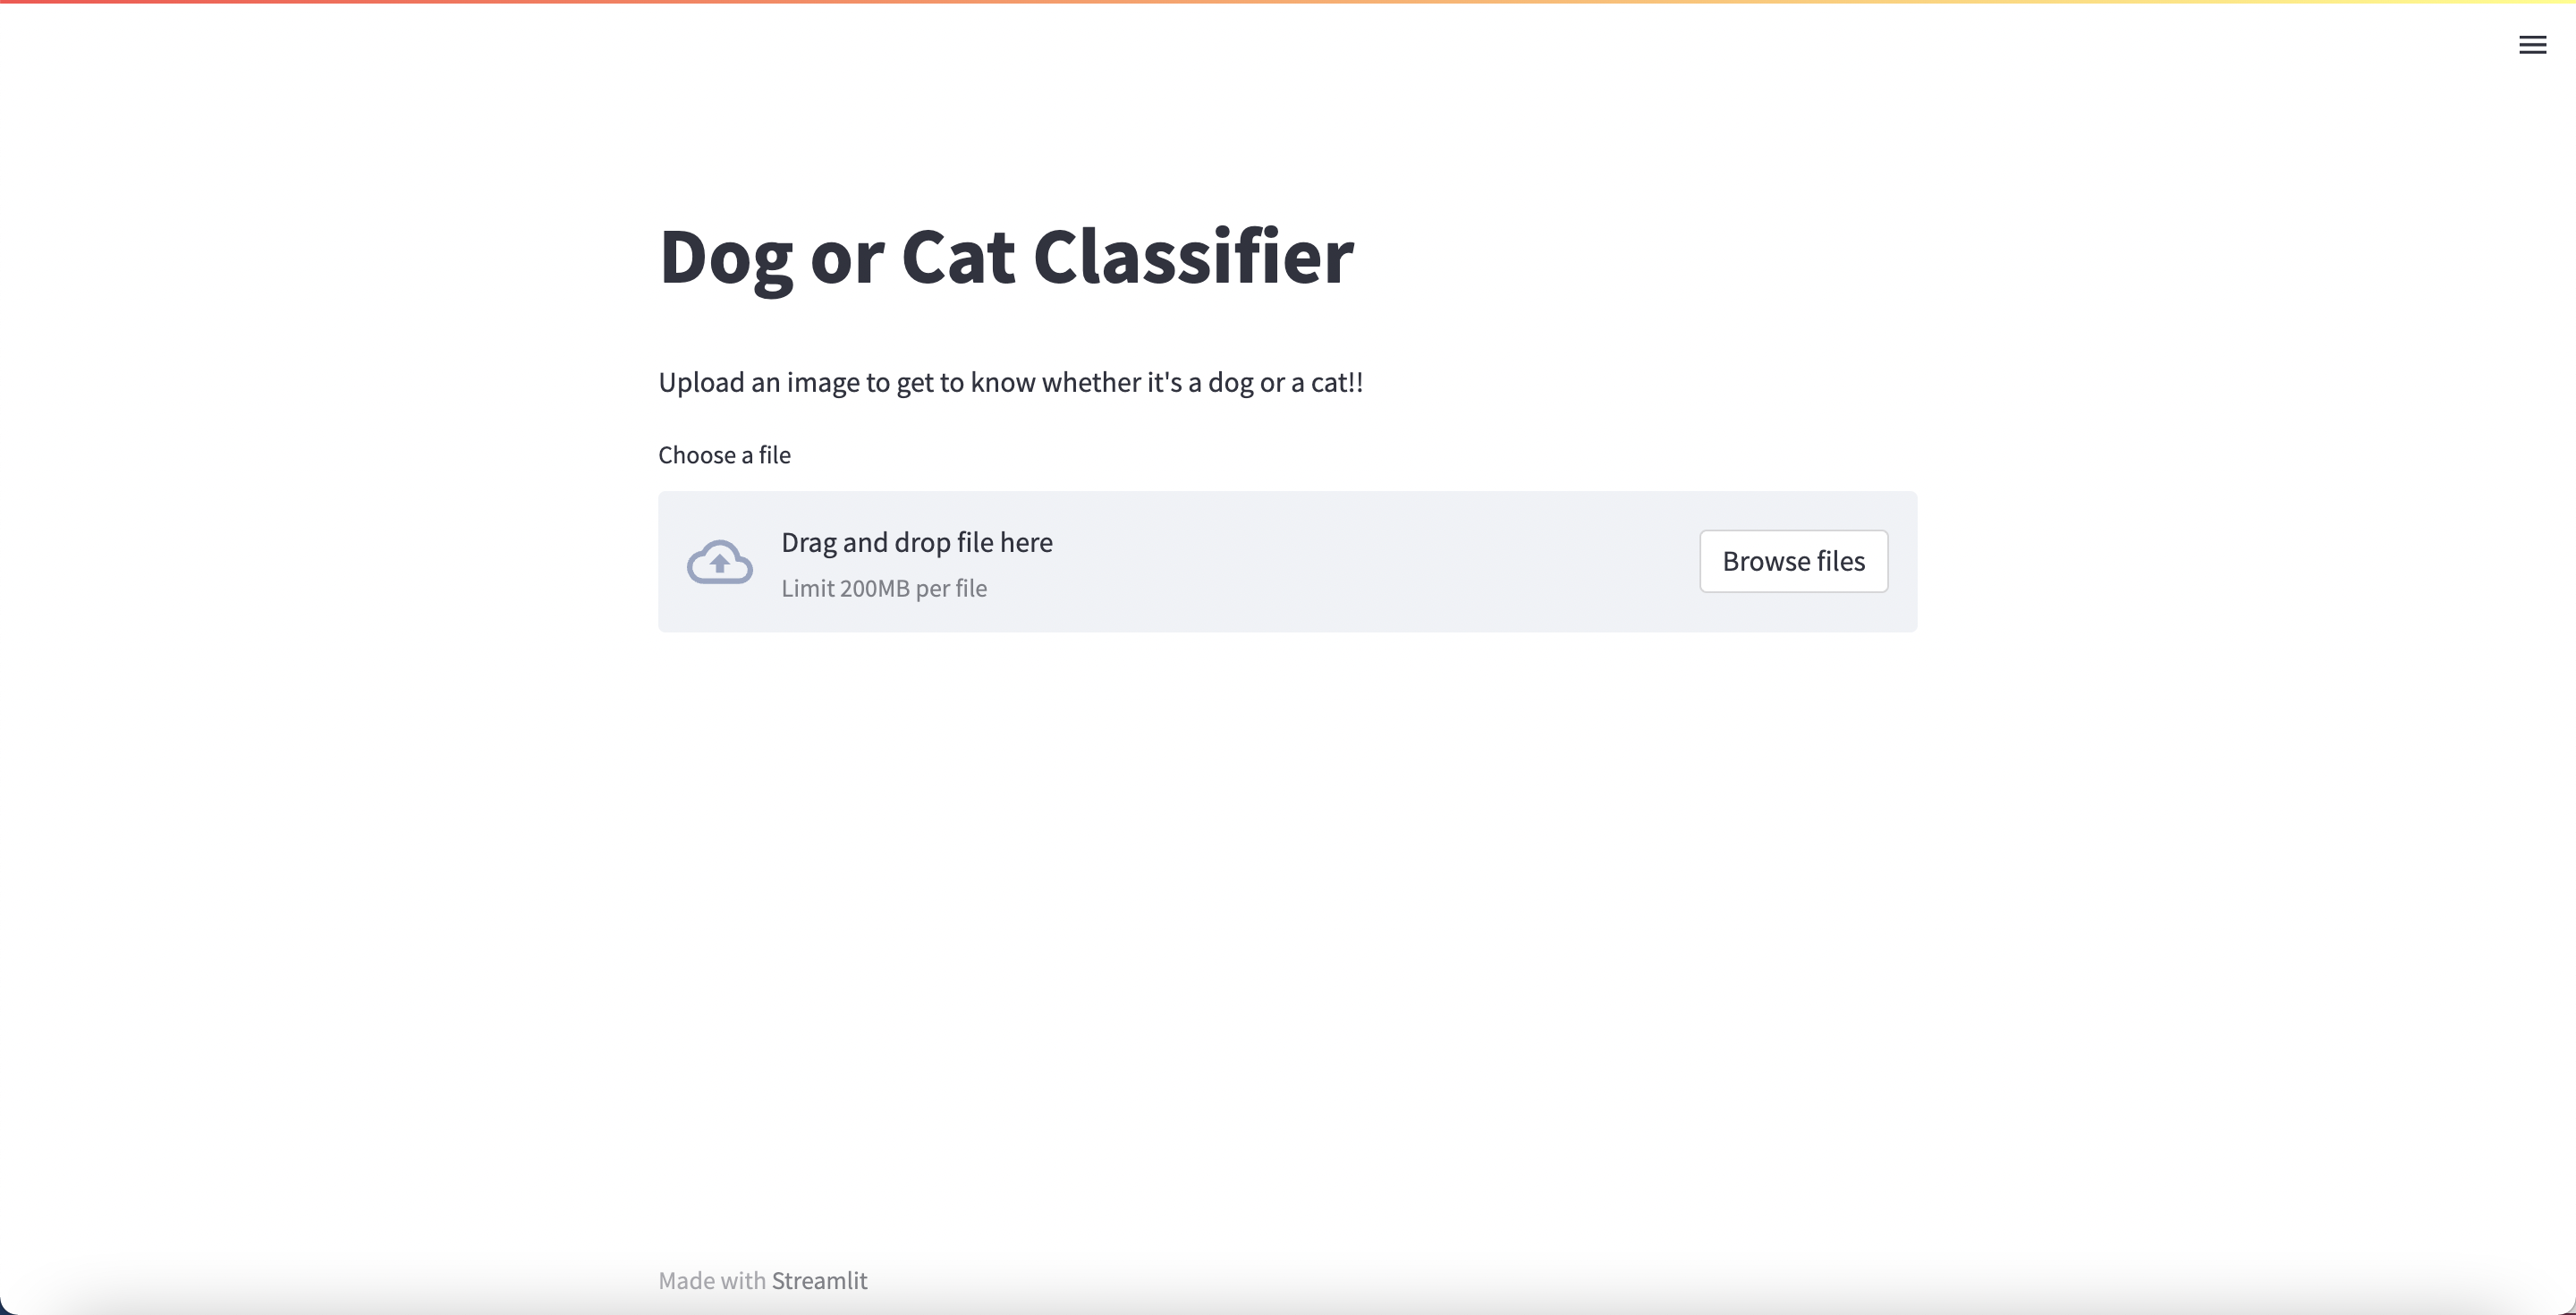 Dog or Cat Classifier
Upload an image to get to know whether it's a dog or a cat!!
Choose a file
Drag and drop file here
Limit 200MB per file
Browse files
Made with Streamlit